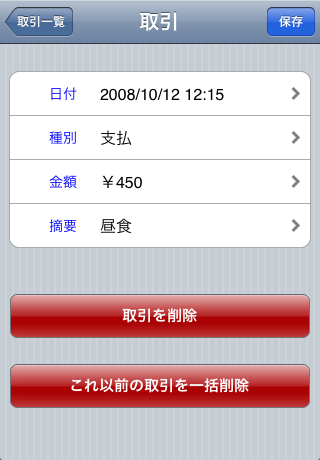 取引一覧
取引
保存
日付 2008/10/12 12:15
種別 支払
金額 ￥450
摘要 昼食
取引を削除
これ以前の取引を一括削除